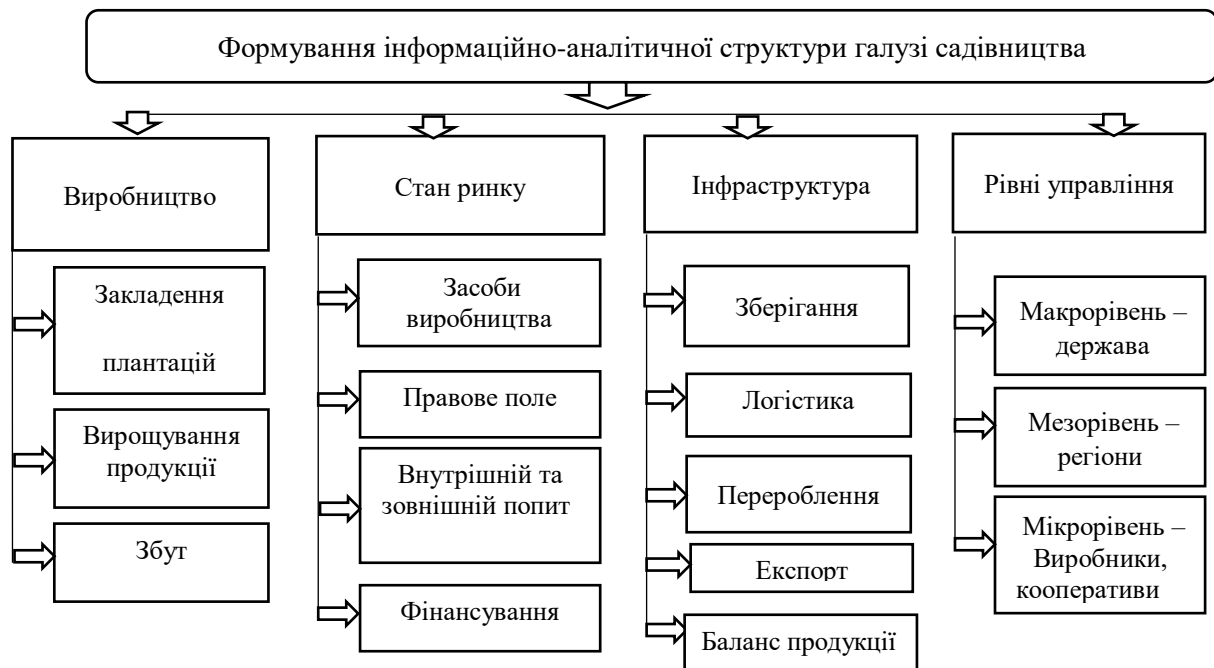 Формування інформаційно-аналітичної структури галузі садівництва
Виробництво
Закладення
плантацій
Вирощування
продукції
Збут
Стан ринку
Засоби
виробництва
Правове поле
Внутрішній та
зовнішній попит
Фінансування
Інфраструктура
Зберігання
Логістика
Перероблення
Експорт
Баланс продукції
Рівні управління
Макрорівень –
держава
Мезорівень –
регіони
Мікрорівень –
Виробники,
кооперативи